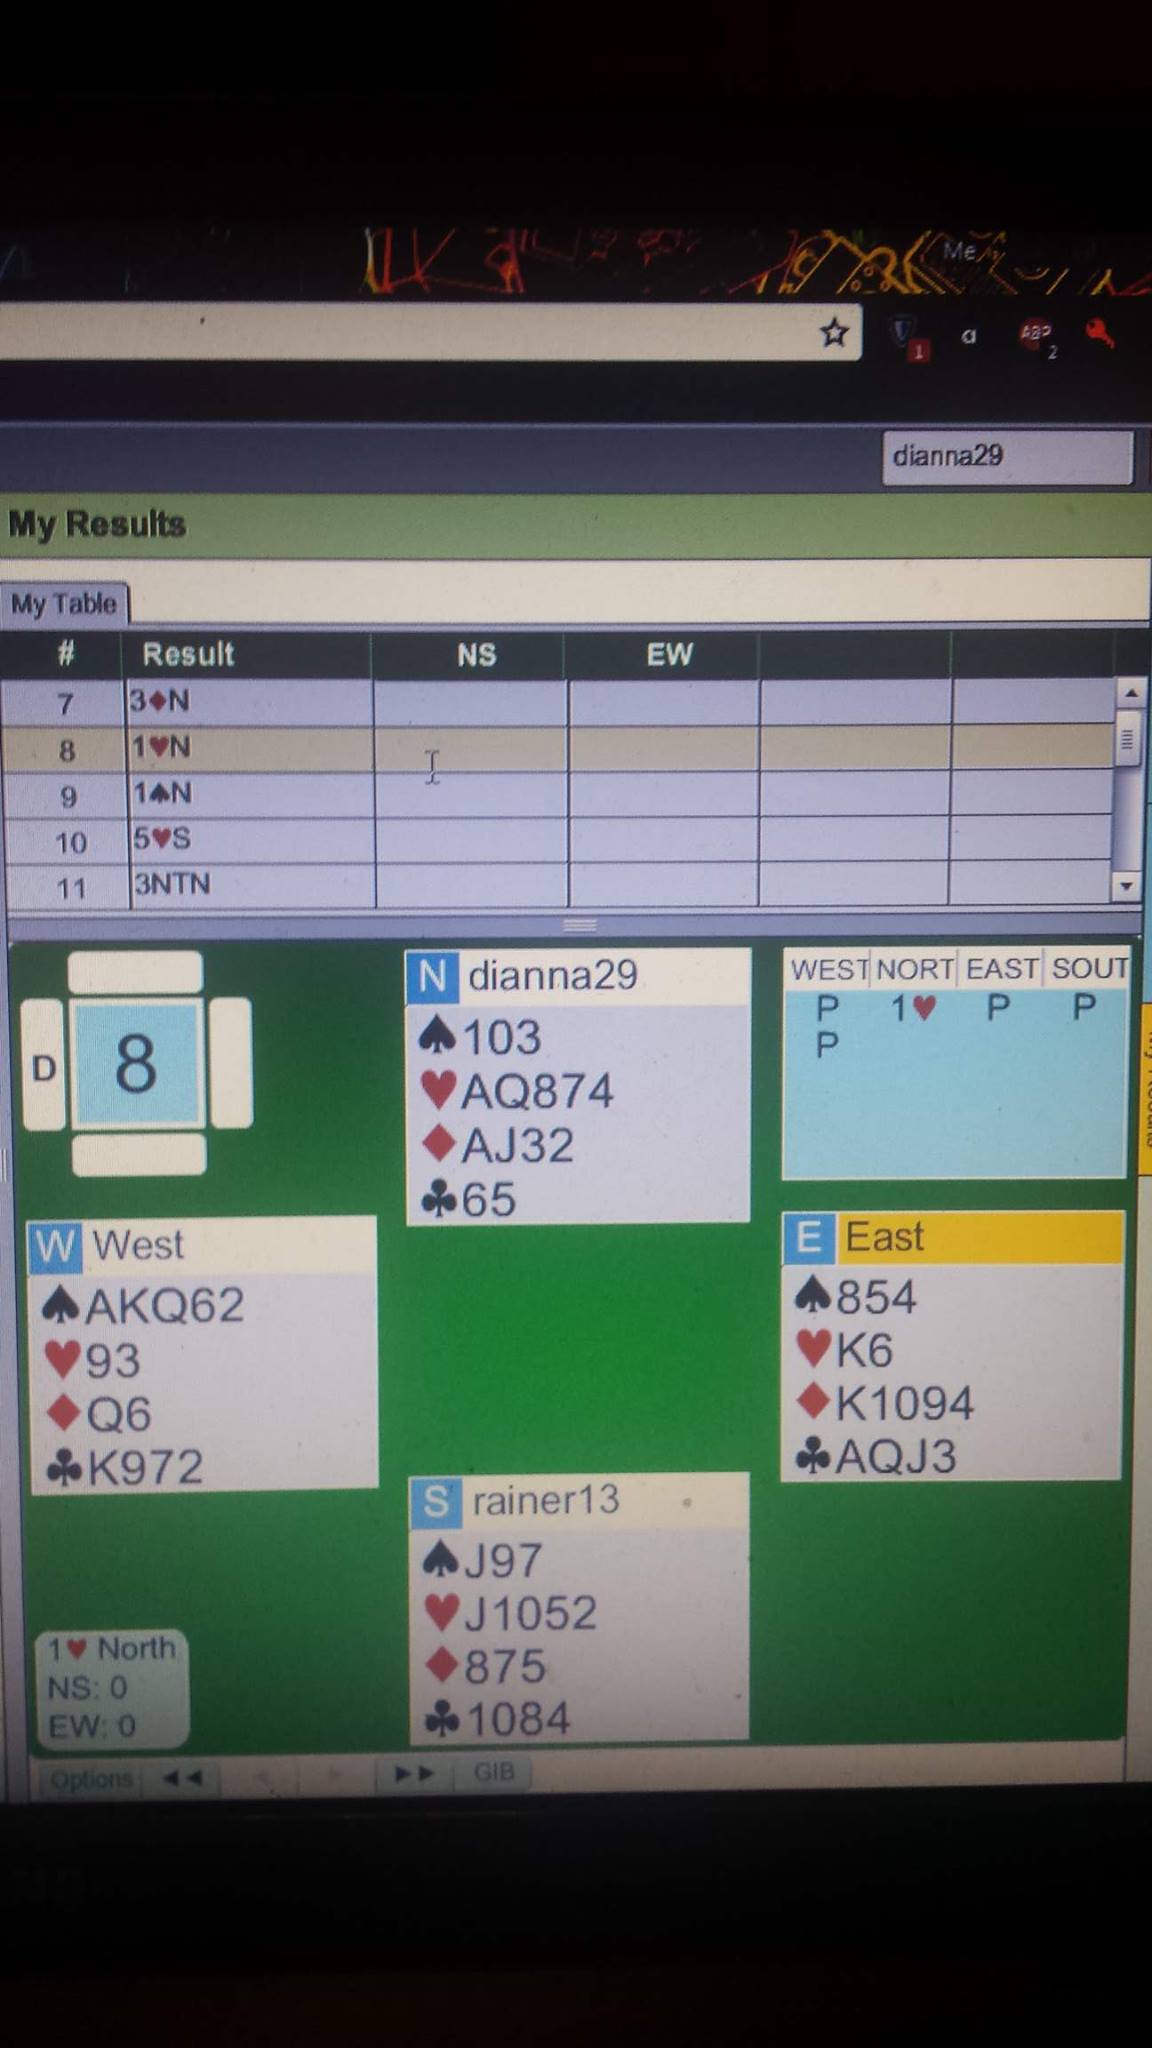 Me
1
a
ABP
2
dianna29
My Results
My Table
# Result NS EW
7 3♦N
8 1♥N
9 1♠N
10 5♥S
11 3NTN
D 8
N dianna29
♠103
♥AQ874
♦AJ32
♣65
WEST NORT EAST SOUT
P 1♥ P P
P
W West
♠AKQ62
♥93
♦Q6
♣K972
E East
♠854
♥K6
♦K1094
♣AQJ3
S rainer13
♠J97
♥J1052
♦875
♣1084
1♥ North
NS: 0
EW: 0
Options GIB